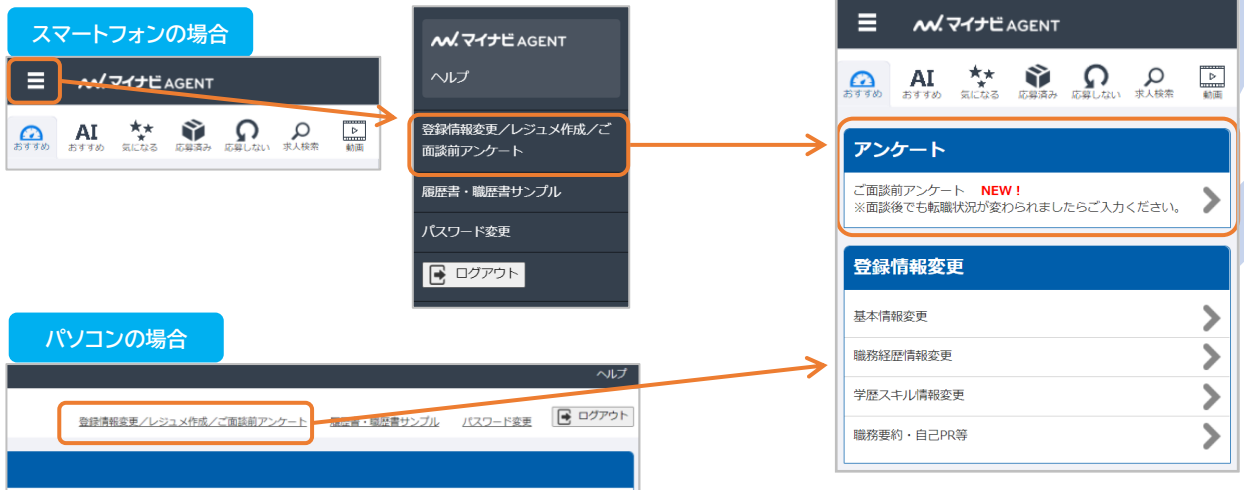 スマートフォンの場合
マイナビ AGENT
おすすめ
AI
おすすめ
気になる
応募済み
応募しない
求人検索
動画
マイナビ AGENT
ヘルプ
登録情報変更／レジュメ作成／ご
面談前アンケート
履歴書・職歴書サンプル
パスワード変更
ログアウト
パソコンの場合
ヘルプ
登録情報変更／レジュメ作成／ご面談前アンケート
履歴書・職歴書サンプル
パスワード変更
ログアウト
マイナビ AGENT
おすすめ
AI
おすすめ
気になる
応募済み
応募しない
求人検索
動画
アンケート
ご面談前アンケート NEW！
※面談後でも転職状況が変わられましたらご入力ください。
登録情報変更
基本情報変更
職務経歴情報変更
学歴スキル情報変更
職務要約・自己PR等